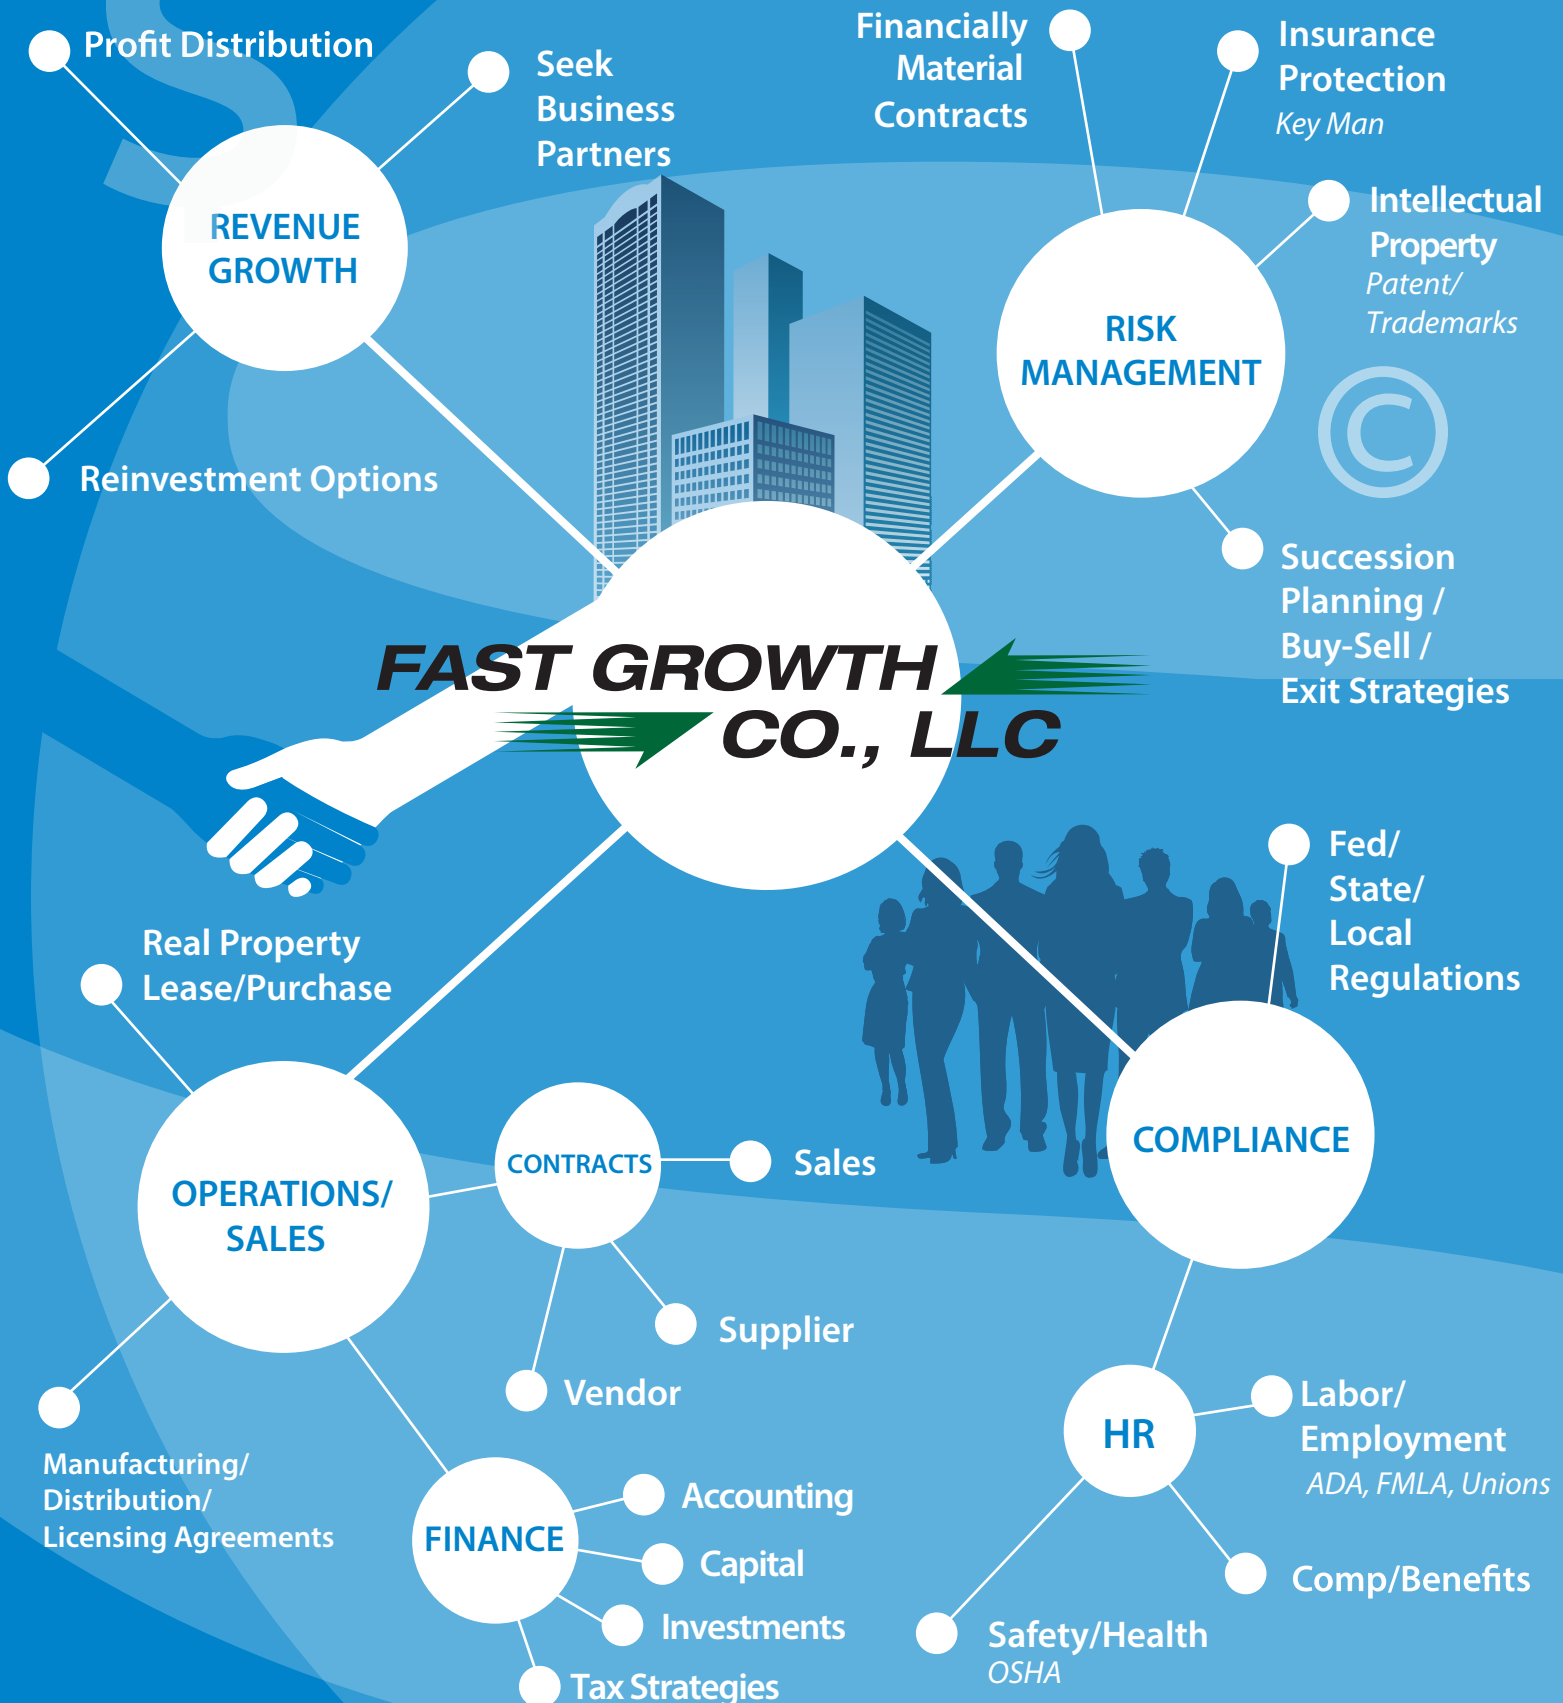 Profit Distribution
Seek
Business
Partners
REVENUE
GROWTH
Reinvestment Options
Financially
Material
Contracts
Insurance
Protection
Key Man
Intellectual
Property
Patent/
Trademarks
©
RISK
MANAGEMENT
Succession
Planning /
Buy-Sell /
Exit Strategies
FAST GROWTH
CO., LLC
Real Property
Lease/Purchase
OPERATIONS/
SALES
CONTRACTS
Sales
Supplier
Vendor
Manufacturing/
Distribution/
Licensing Agreements
FINANCE
Accounting
Capital
Investments
Tax Strategies
Fed/
State/
Local
Regulations
COMPLIANCE
HR
Labor/
Employment
ADA, FMLA, Unions
Comp/Benefits
Safety/Health
OSHA